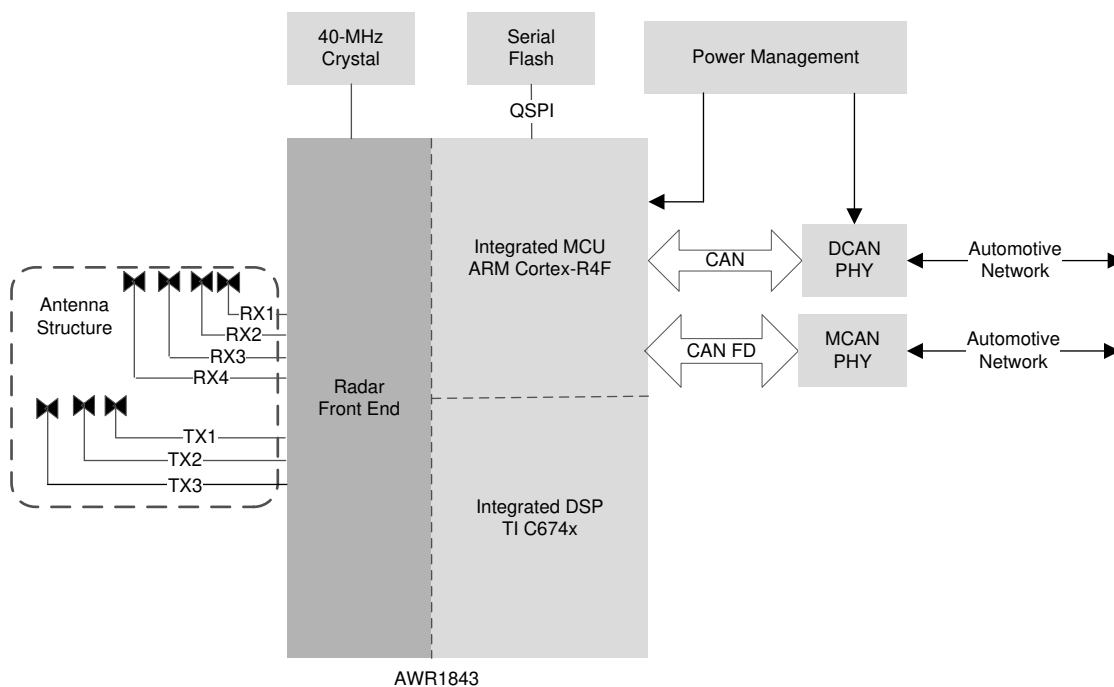 40-MHz
Crystal
Serial
Flash
Power Management
QSPI
Integrated MCU
ARM Cortex-R4F
CAN
DCAN
PHY
Automotive
Network
Antenna
Structure
RX1
RX2
RX3
RX4
CAN FD
MCAN
PHY
Automotive
Network
Radar
Front End
TX1
TX2
TX3
Integrated DSP
TI C674x
AWR1843